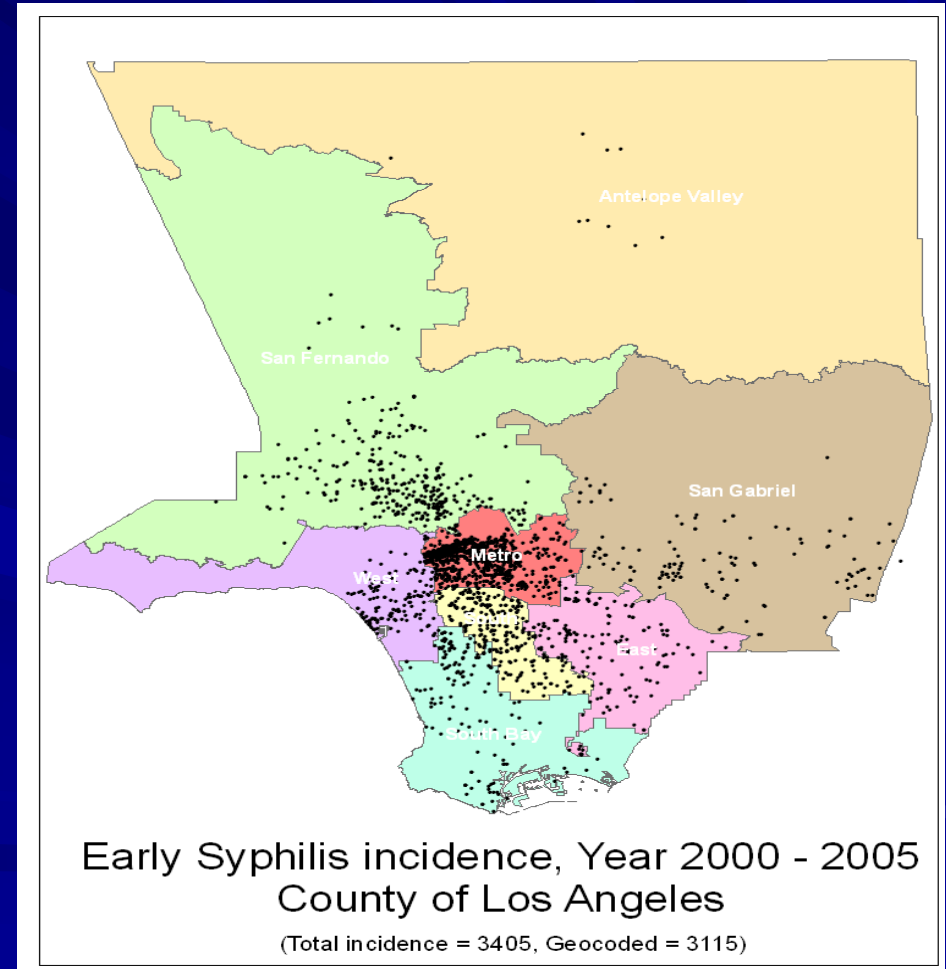 Antelope Valley
San Fernando
San Gabriel
Metro
West
South
East
South Bay
Early Syphilis incidence, Year 2000 - 2005
County of Los Angeles
(Total incidence = 3405, Geocoded = 3115)